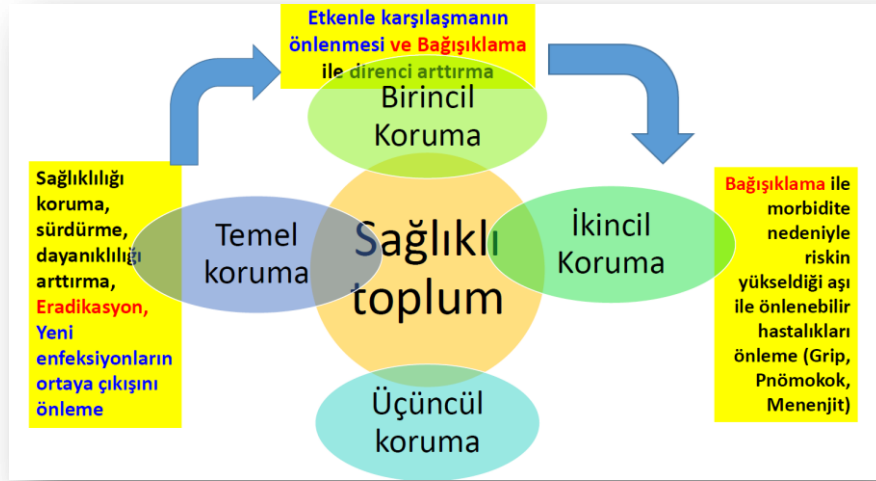 Etkenle karşılaşmanın
önlenmesi ve Bağışıklama
ile direnci arttırma
Birincil
Koruma
Sağlıklılığı
koruma,
sürdürme,
dayanıklılığı
arttırma,
Eradikasyon,
Yeni
enfeksiyonların
ortaya çıkışını
önleme
Temel
koruma
Sağlıklı
toplum
İkincil
Koruma
Bağışıklama ile
morbidite
nedeniyle
riskin
yükseldiği aşı
ile önlenebilir
hastalıkları
önleme (Grip,
Pnömokok,
Menenjit)
Üçüncül
koruma